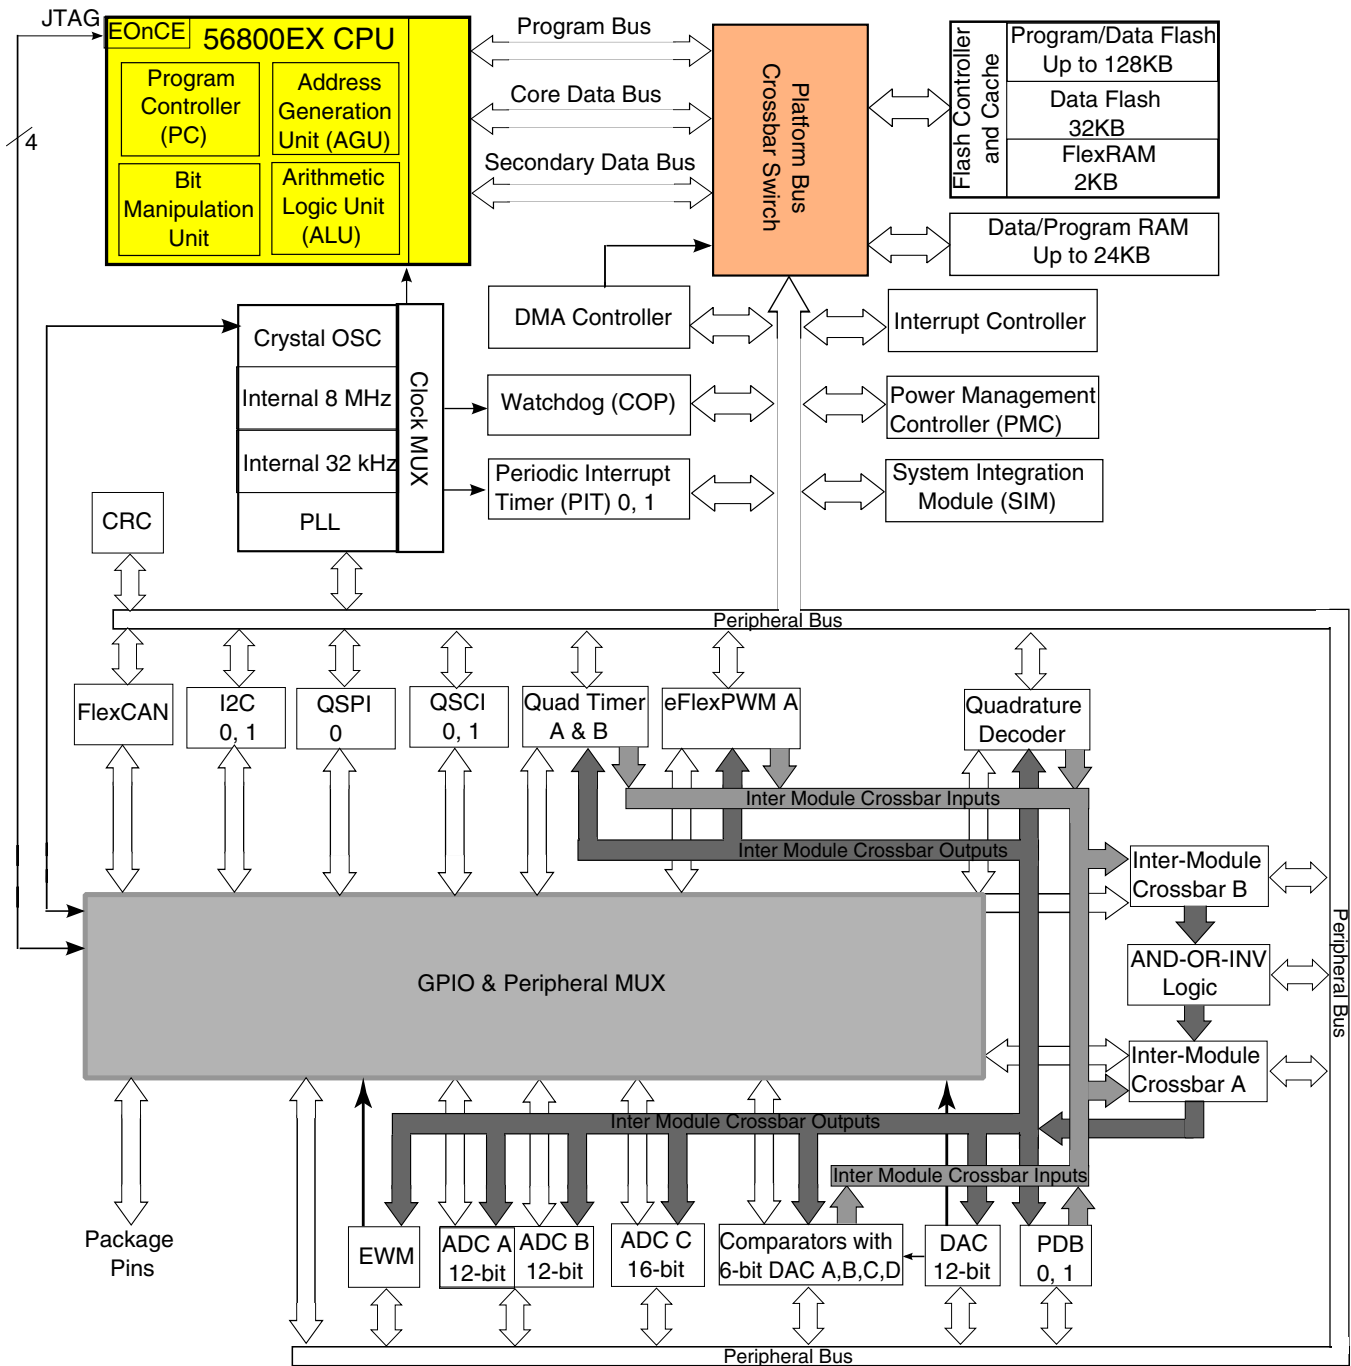 JTAG
EOnCE
56800EX CPU
Program
Controller
(PC)
Address
Generation
Unit (AGU)
Bit
Manipulation
Unit
Arithmetic
Logic Unit
(ALU)
4
Program Bus
Core Data Bus
Secondary Data Bus
Platform Bus
Crossbar Swirch
Flash Controller
and Cache
Program/Data Flash
Up to 128KB
Data Flash
32KB
FlexRAM
2KB
Data/Program RAM
Up to 24KB
Crystal OSC
Internal 8 MHz
Internal 32 kHz
PLL
Clock MUX
DMA Controller
Watchdog (COP)
Periodic Interrupt
Timer (PIT) 0, 1
Interrupt Controller
Power Management
Controller (PMC)
System Integration
Module (SIM)
CRC
Peripheral Bus
FlexCAN
I2C
0, 1
QSPI
0
QSCI
0, 1
Quad Timer
A & B
eFlexPWM A
Quadrature
Decoder
Inter Module Crossbar Inputs
Inter Module Crossbar Outputs
Inter-Module
Crossbar B
AND-OR-INV
Logic
Inter-Module
Crossbar A
Peripheral Bus
GPIO & Peripheral MUX
Inter Module Crossbar Outputs
Inter Module Crossbar Inputs
Package
Pins
EWM
ADC A
12-bit
ADC B
12-bit
ADC C
16-bit
Comparators with
6-bit DAC A,B,C,D
DAC
12-bit
PDB
0, 1
Peripheral Bus